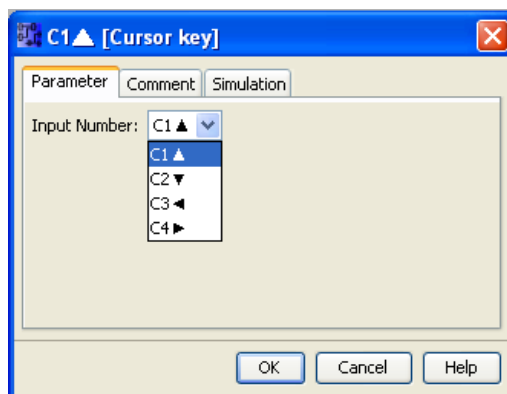 C1▲ [Cursor key]
Parameter Comment Simulation
Input Number: C1▲
C1▲
C2▼
C3◄
C4►
OK Cancel Help